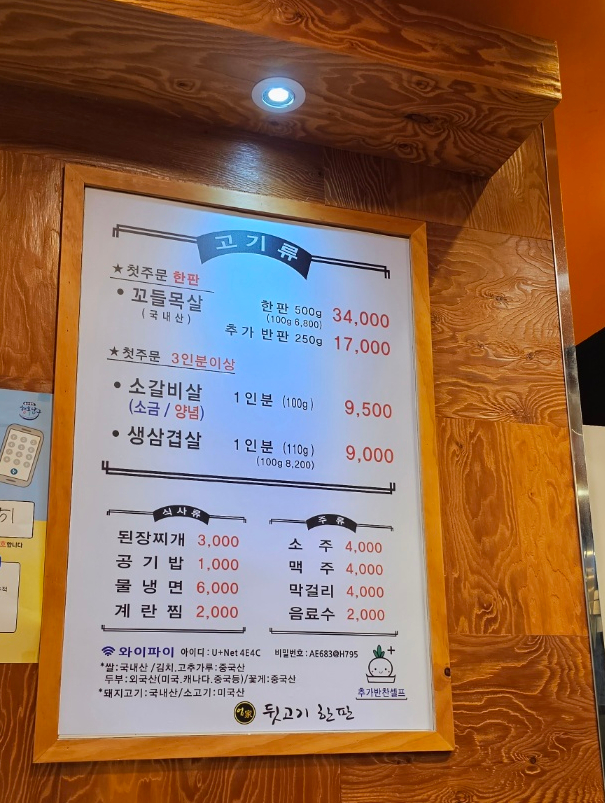 고기류
★첫주문 한판
• 꼬들목살 한판 500g 34,000
(국내산) (100g 6,800)
추가 반판 250g 17,000
★첫주문 3인분이상
• 소갈비살 1인분 (100g) 9,500
(소금 / 양념)
• 생삼겹살 1인분 (110g) 9,000
(100g 8,200)
식사류
된장찌개 3,000
공기밥 1,000
물냉면 6,000
계란찜 2,000
주류
소주 4,000
맥주 4,000
막걸리 4,000
음료수 2,000
와이파이 아이디 : U+Net 4E4C 비밀번호 : AE683@H795
*쌀:국내산/김치.고추가루:중국산
두부:외국산(미국.캐나다.중국등)/꽃게:중국산
*돼지고기:국내산/소고기:미국산
추가반찬셀프
뒷고기 한판